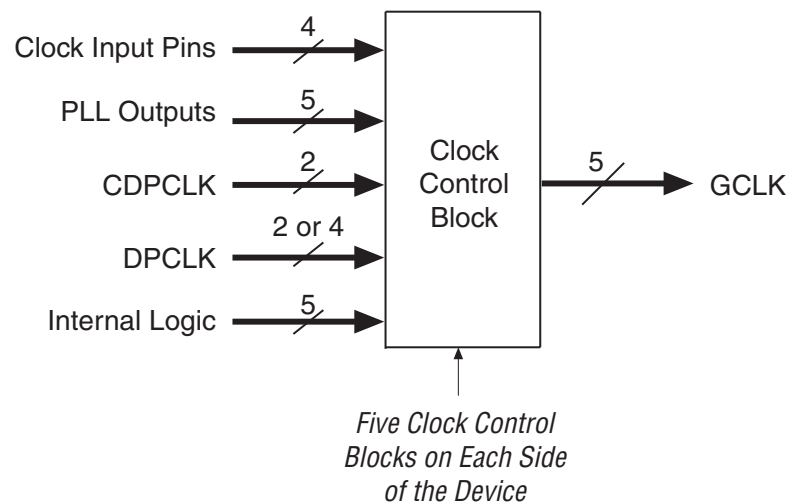 Clock Input Pins
4
PLL Outputs
5
CDPCLK
2
DPCLK
2 or 4
Internal Logic
5
Clock
Control
Block
5
GCLK
Five Clock Control
Blocks on Each Side
of the Device